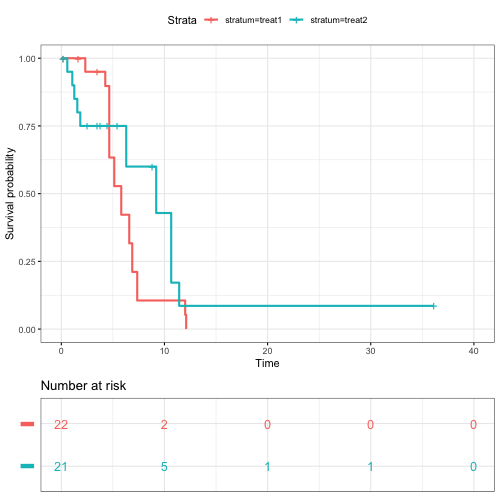 Strata stratum=treat1 stratum=treat2
1.00
0.75
0.50
0.25
0.00
Survival probability
0 10 20 30 40
Time
Number at risk
22 2 0 0 0
21 5 1 1 0